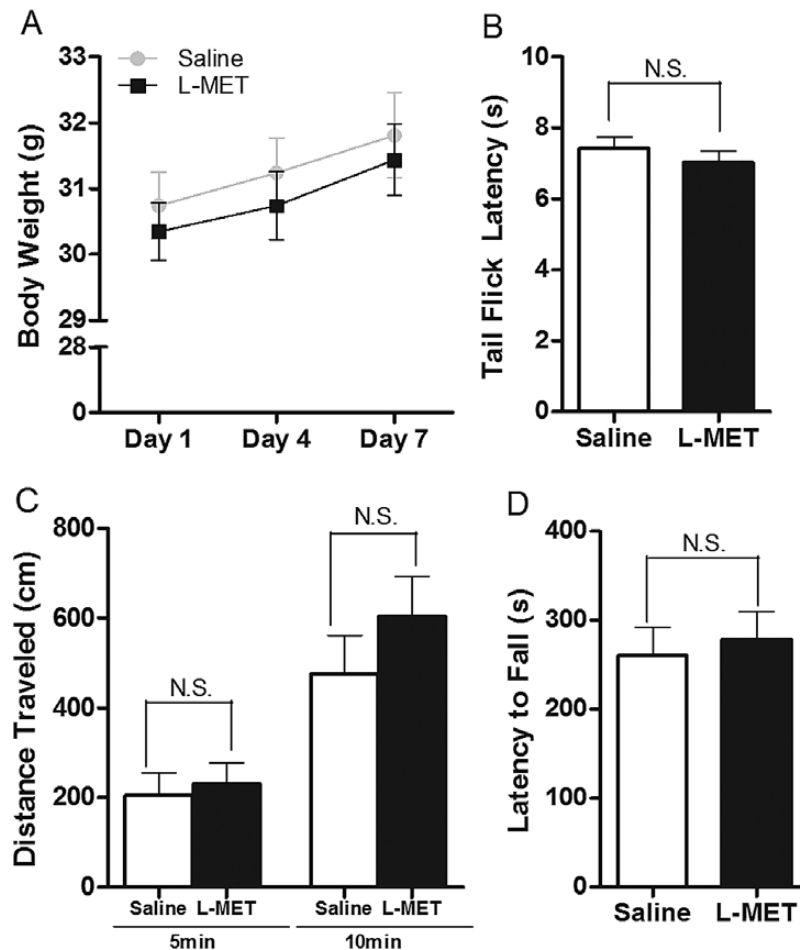 A
Saline
L-MET
Body Weight (g)
33
32
31
30
29
28
0
Day 1 Day 4 Day 7
B
N.S.
Tail Flick Latency (s)
10
8
6
4
2
0
Saline L-MET
C
N.S.
N.S.
Distance Traveled (cm)
800
600
400
200
0
Saline L-MET Saline L-MET
5min 10min
D
N.S.
Latency to Fall (s)
400
300
200
100
0
Saline L-MET